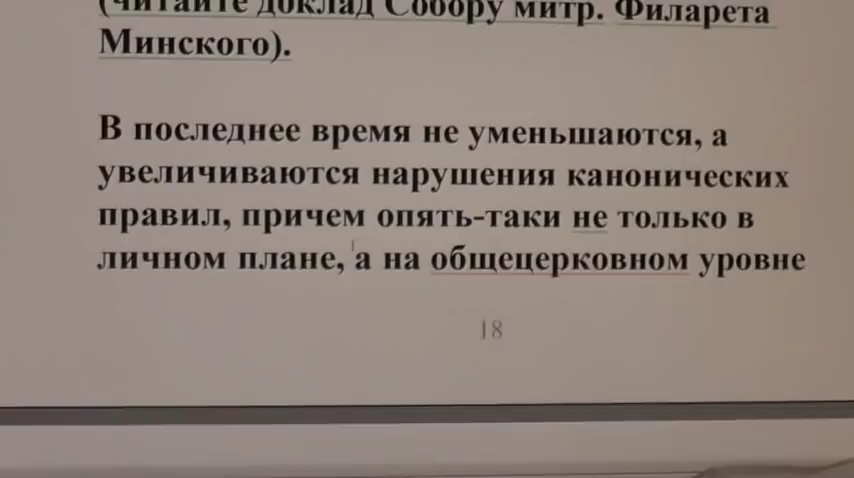 (читайте доклад Собору митр. Филарета
Минского).
В последнее время не уменьшаются, а
увеличиваются нарушения канонических
правил, причем опять-таки не только в
личном плане, а на общецерковном уровне
18